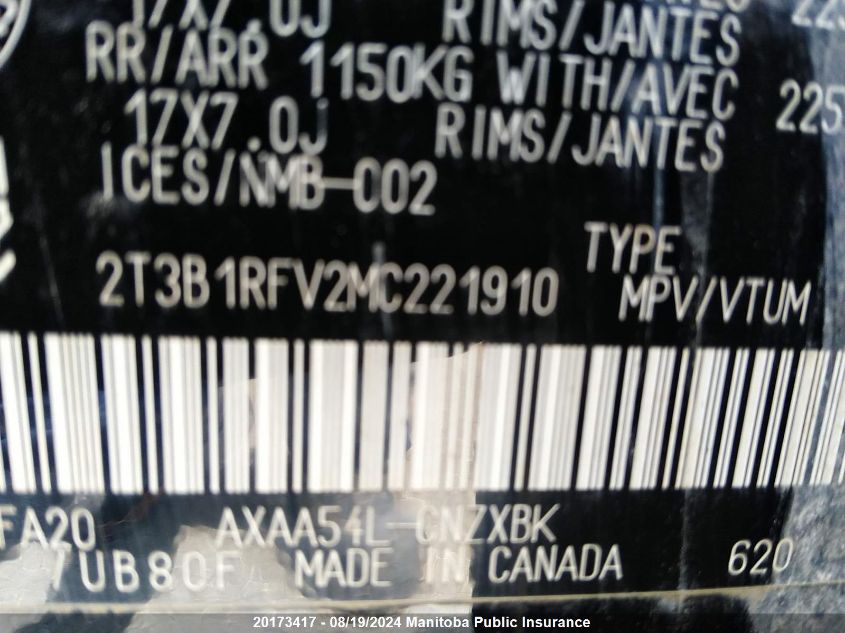 17X7.0J RIMS/JANTES
RR/ARR 1150KG WITH/AVEC 225
17X7.0J RIMS/JANTES
ICES/NMB-002
TYPE
2T3B1RFV2MC221910 MPV/VTUM
FA20 AXAA54L-CNZXBK
7UB80F MADE IN CANADA 620
20173417 - 08/19/2024 Manitoba Public Insurance